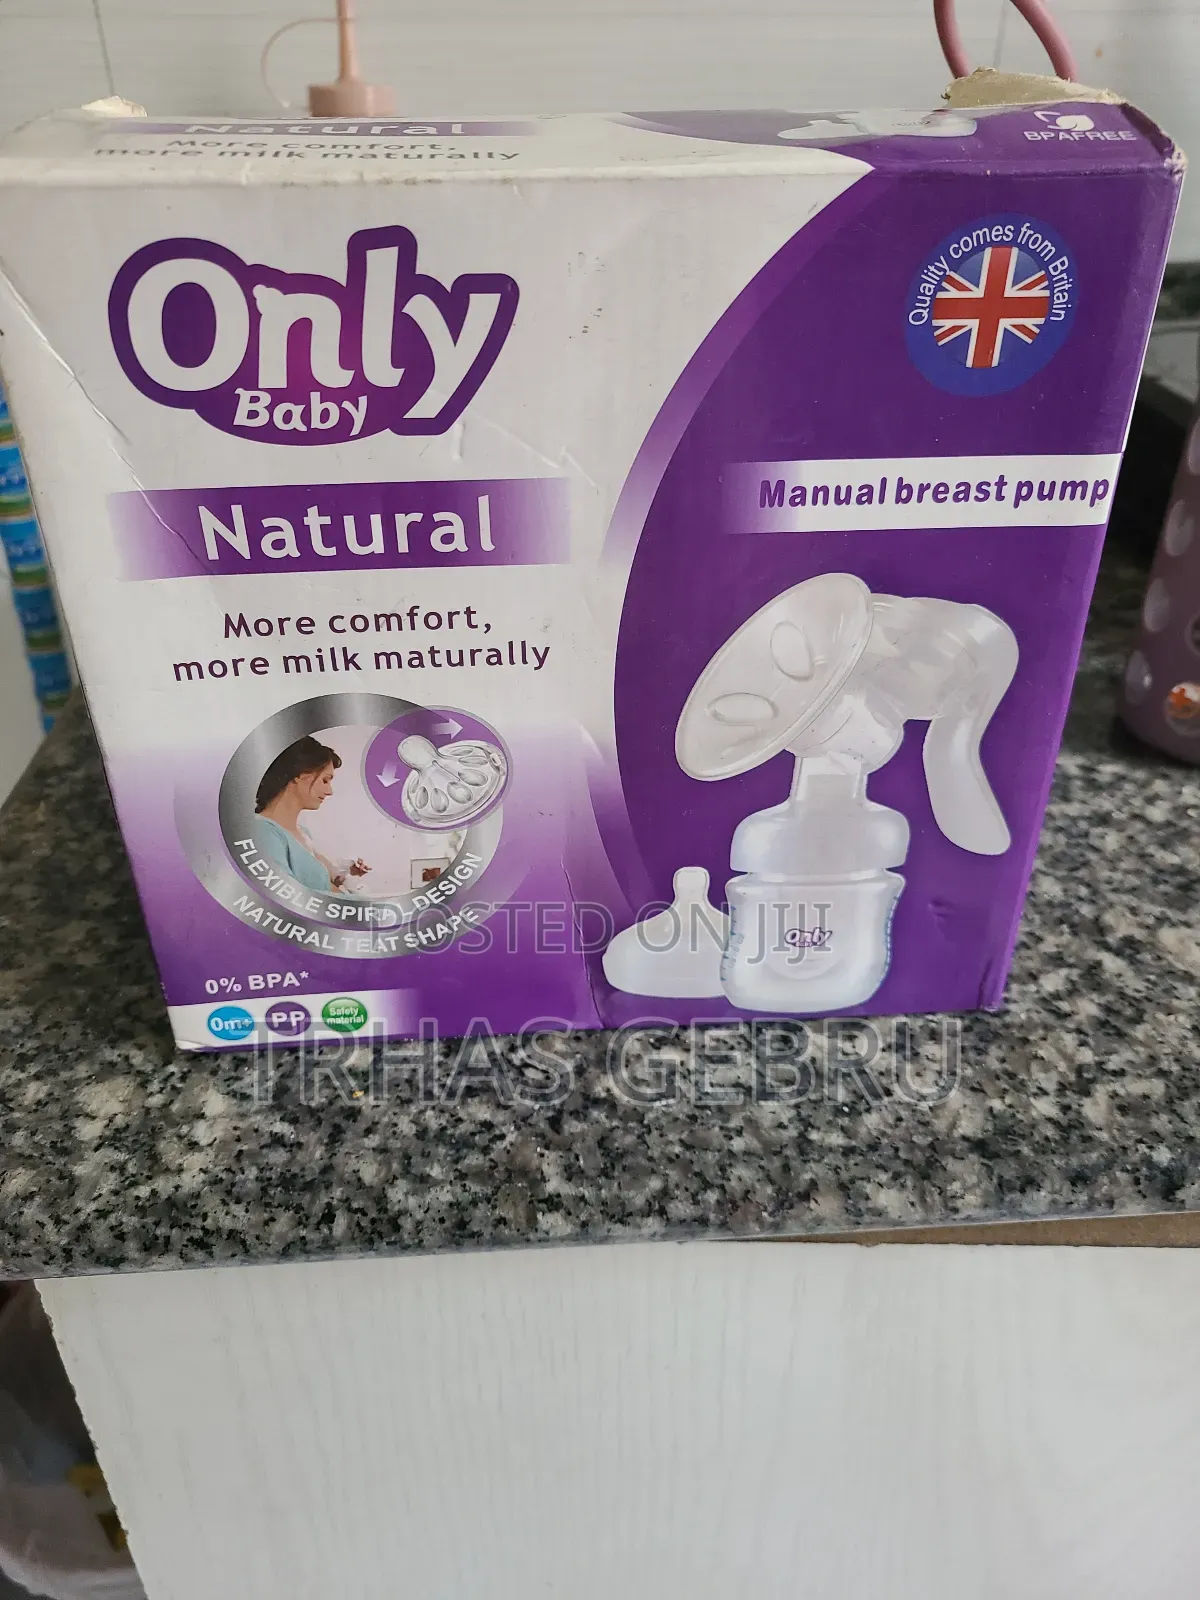 Natural
More comfort,
more milk maturally
BPAFREE
Only
Baby
Quality comes from Britain
Manual breast pump
Natural
More comfort,
more milk maturally
FLEXIBLE SPIRAL DESIGN
NATURAL TEAT SHAPE
Only
0% BPA*
0m+ PP Safety
material
POSTED ON JIJI
TRHAS GEBRU